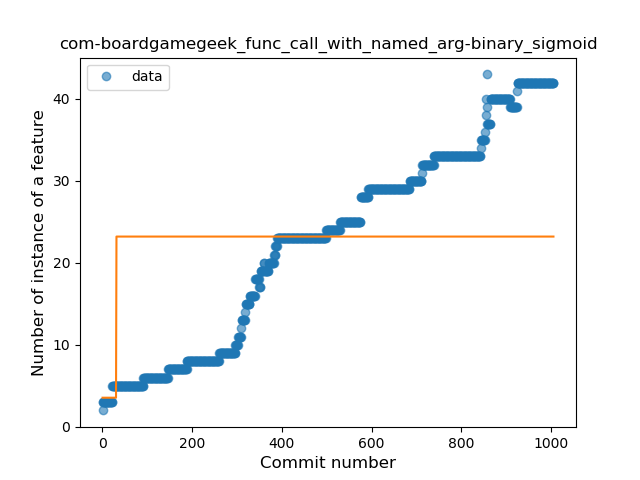 com-boardgamegeek_func_call_with_named_arg-binary_sigmoid
data
Number of instance of a feature
40
30
20
10
0
0 200 400 600 800 1000
Commit number